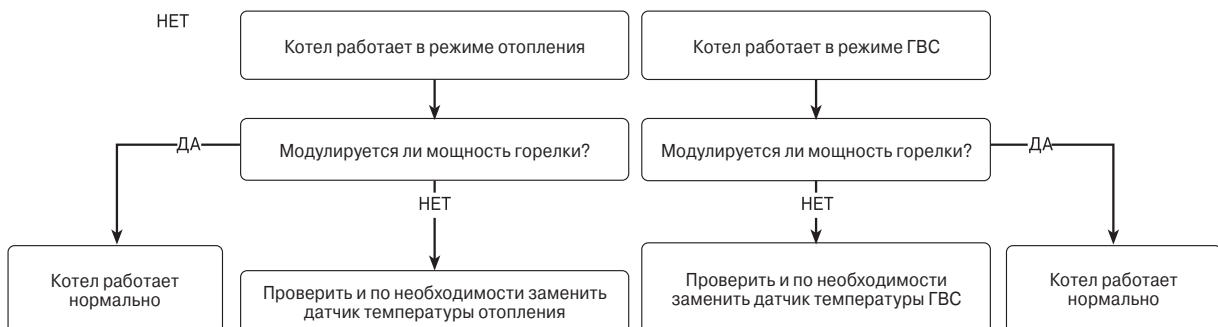 НЕТ
Котел работает в режиме отопления
Котел работает в режиме ГВС
ДА
Модулируется ли мощность горелки?
Модулируется ли мощность горелки?
ДА
НЕТ
НЕТ
Котел работает
нормально
Проверить и по необходимости заменить
датчик температуры отопления
Проверить и по необходимости
заменить датчик температуры ГВС
Котел работает
нормально